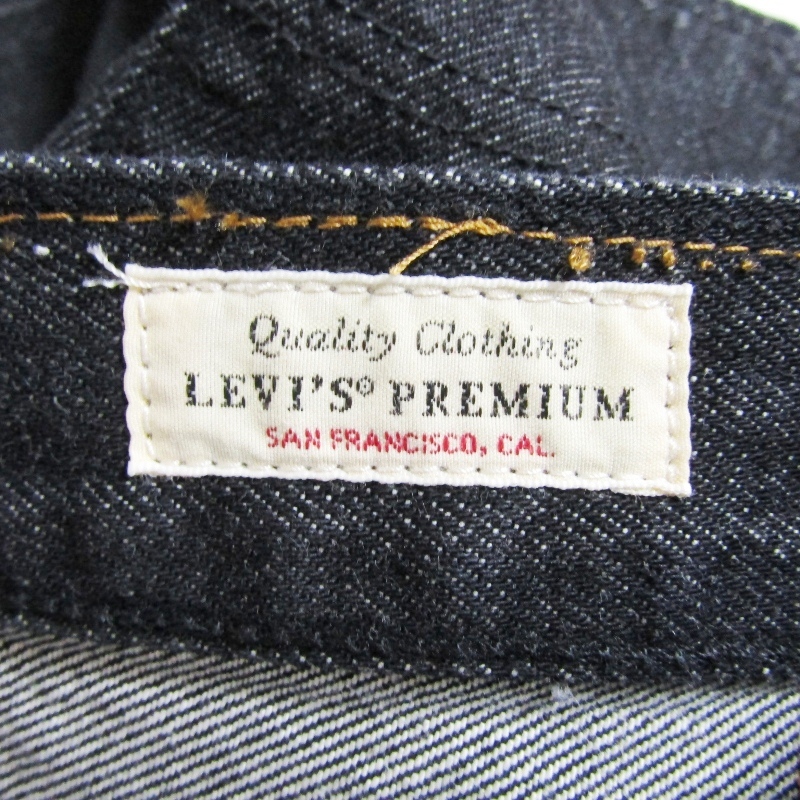 Quality Clothing
LEVI'S® PREMIUM
SAN FRANCISCO, CAL.